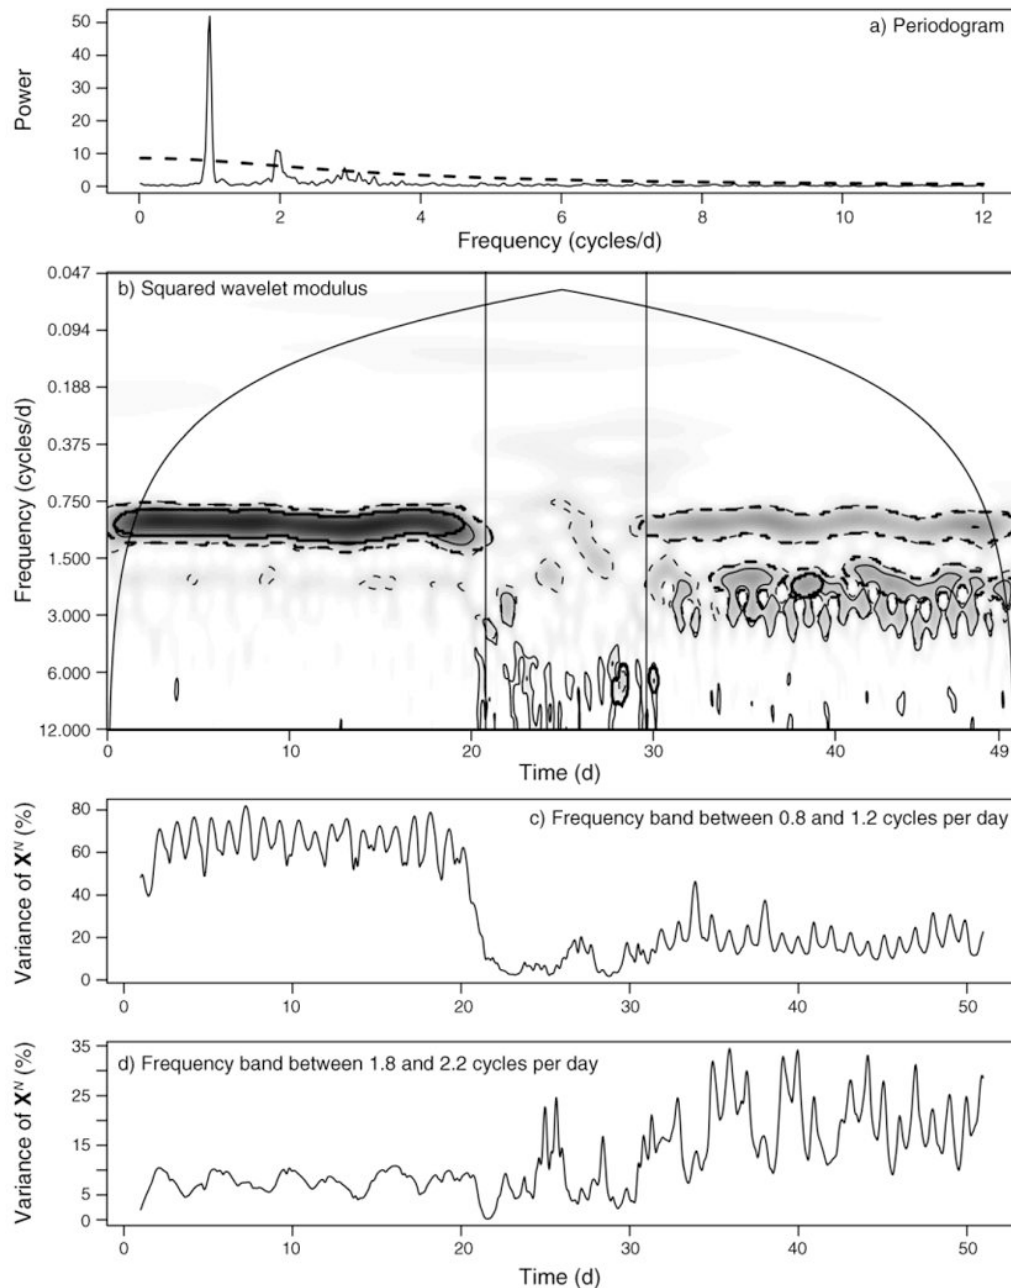 a) Periodogram
Power
50
40
30
20
10
0
0 2 4 6 8 10 12
Frequency (cycles/d)
b) Squared wavelet modulus
Frequency (cycles/d)
0.047
0.094
0.188
0.375
0.750
1.500
3.000
6.000
12.000
0 10 20 30 40 49
Time (d)
c) Frequency band between 0.8 and 1.2 cycles per day
Variance of X^N (%)
80
60
40
20
0
0 10 20 30 40 50
d) Frequency band between 1.8 and 2.2 cycles per day
Variance of X^N (%)
35
25
15
5
0
0 10 20 30 40 50
Time (d)